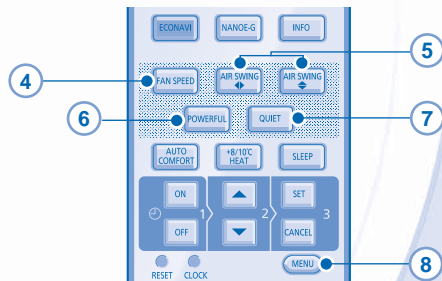 ECONAVI NANOE-G INFO
5
4 FAN SPEED AIR SWING AIR SWING
6 POWERFUL QUIET 7
AUTO COMFORT +8/10℃ HEAT SLEEP
ON SET
1 2 3
OFF CANCEL
MENU 8
RESET CLOCK